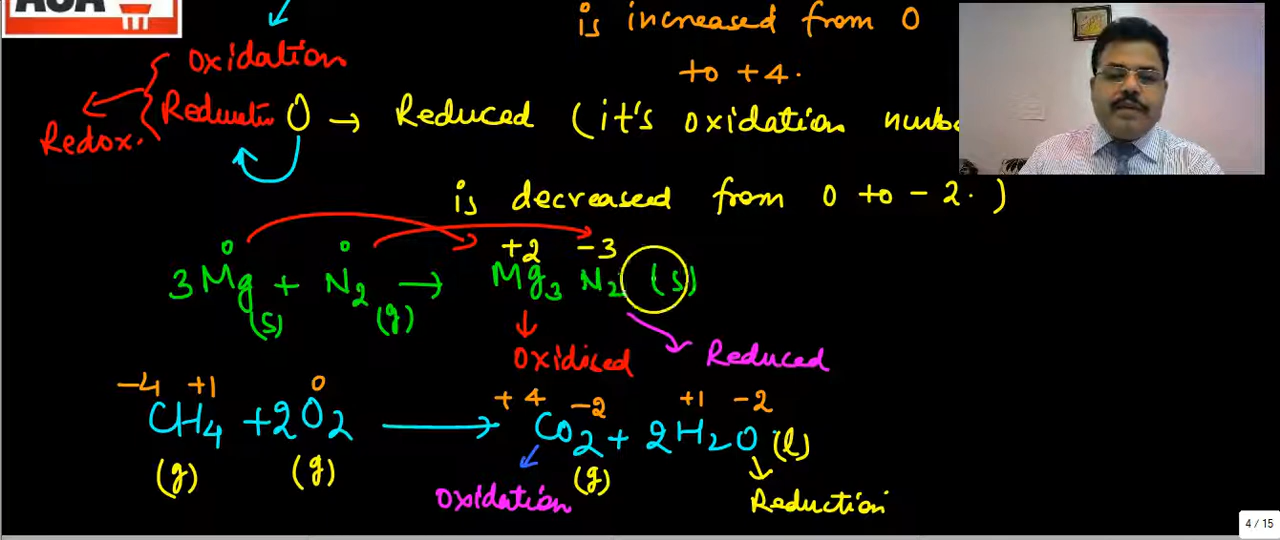 ASA
is increased from 0
to +4.
Oxidation
Reduction
Redox.
O → Reduced (it's oxidation numbe
is decreased from 0 to -2.)
0 0 +2 -3
3Mg + N2 → Mg3 N2 (s)
(s) (g)
Oxidised Reduced
-4 +1 0 +4 -2 +1 -2
CH4 + 2O2 → CO2 + 2H2O (l)
(g) (g) (g)
Oxidation Reduction
4 / 15